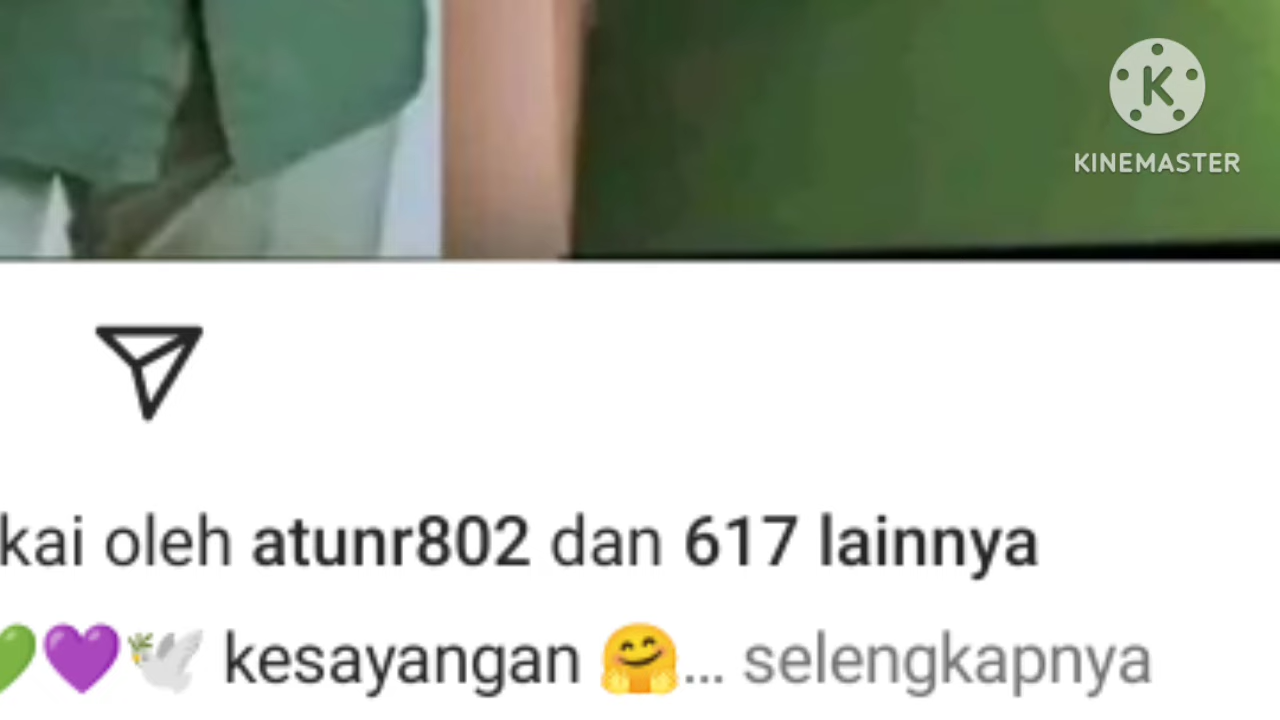 K
KINEMASTER
kai oleh atunr802 dan 617 lainnya
💚💜🕊️ kesayangan 🤗... selengkapnya